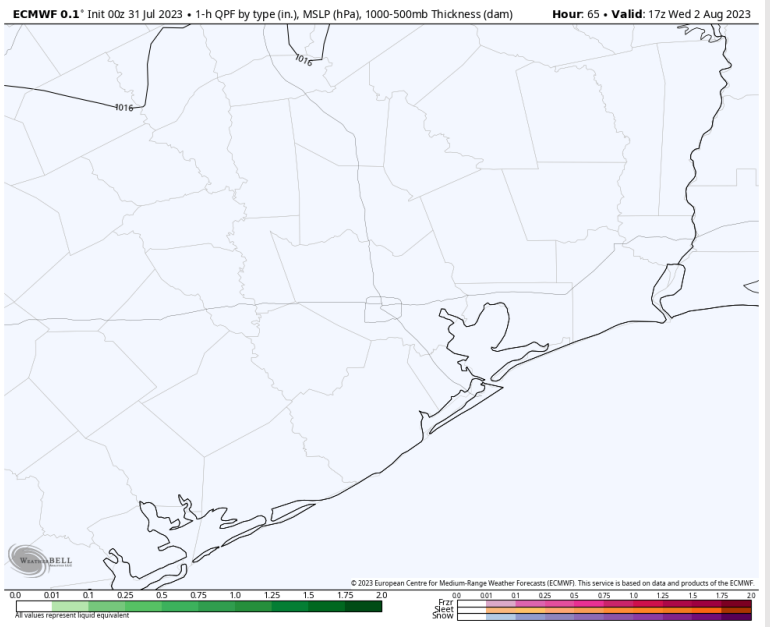 ECMWF 0.1° Init 00z 31 Jul 2023 • 1-h QPF by type (in.), MSLP (hPa), 1000-500mb Thickness (dam) Hour: 65 • Valid: 17z Wed 2 Aug 2023
1016
1016
WEATHERBELL
© 2023 European Centre for Medium-Range Weather Forecasts (ECMWF). This service is based on data and products of the ECMWF.
0.0 0.01 0.1 0.25 0.5 0.75 1.0 1.25 1.5 1.75 2.0
0.0 0.01 0.1 0.25 0.5 0.75 1.0 1.25 1.5 1.75 2.0
Frzr
Sleet
Snow
All values represent liquid equivalent